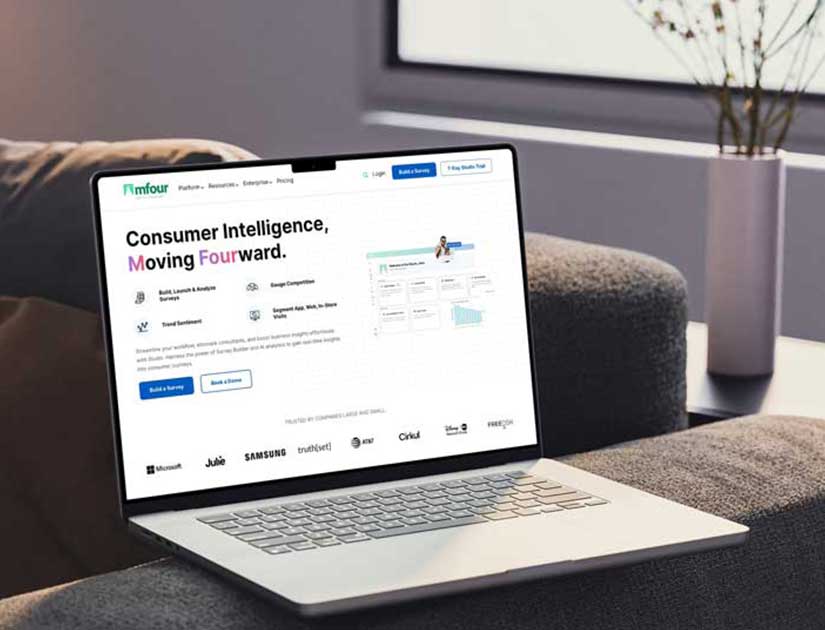 mfour
Platform
Resources
Enterprise
Pricing
Login
Build a Survey
7-Day Studio Trial
Consumer Intelligence,
Moving Fourward.
Build, Launch & Analyze
Surveys
Gauge Competition
Trend Sentiment
Segment App, Web, In-Store
Visits
Streamline your workflow, eliminate consultants, and boost business insights effortlessly
with Studio. Harness the power of Survey Builder and AI analytics to gain real-time insights
into consumer journeys.
Build a Survey
Book a Demo
TRUSTED BY COMPANIES LARGE AND SMALL
Microsoft
Julie
SAMSUNG
truth{set}
AT&T
Cirkul
Disney